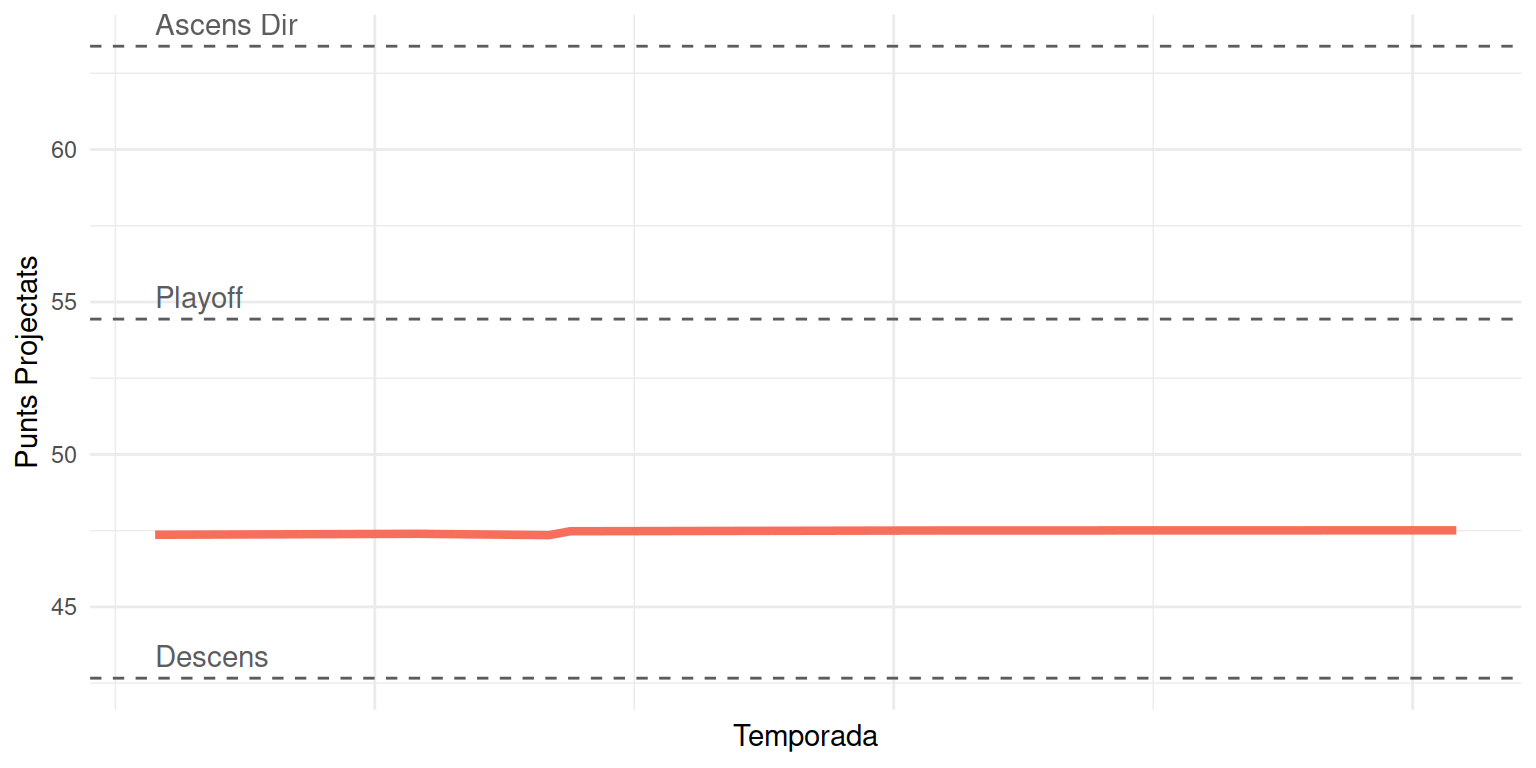 Ascens Dir
60
Playoff
55
50
45
Descens
Punts Projectats
Temporada